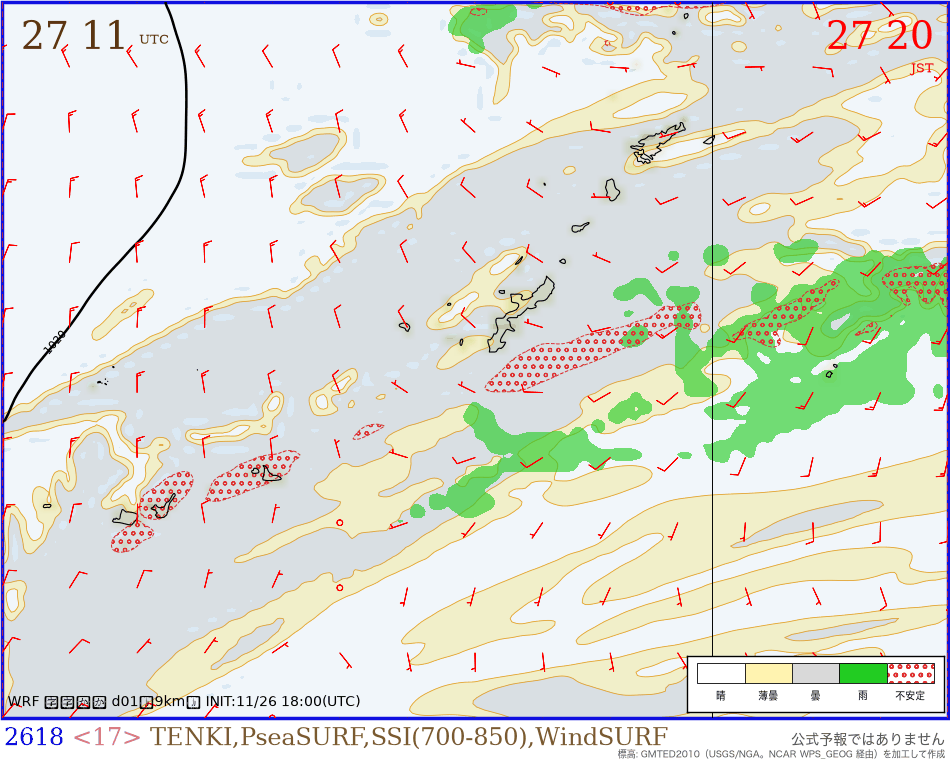 27 11 UTC
27 20
JST
1020
WRF d01 9km INIT:11/26 18:00(UTC)
晴 薄曇 曇 雨 不安定
2618 <17> TENKI,PseaSURF,SSI(700-850),WindSURF
公式予報ではありません
標高: GMTED2010（USGS/NGA。NCAR WPS_GEOG 経由）を加工して作成